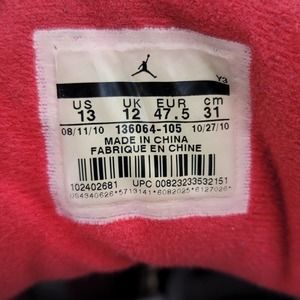 Y3
US UK EUR cm
13 12 47.5 31
08/11/10 136064-105 10/27/10
MADE IN CHINA
FABRIQUE EN CHINE
102402681 UPC 00823233532151